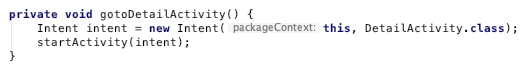 private void gotoDetailActivity() {
    Intent intent = new Intent( packageContext: this, DetailActivity.class);
    startActivity(intent);
}